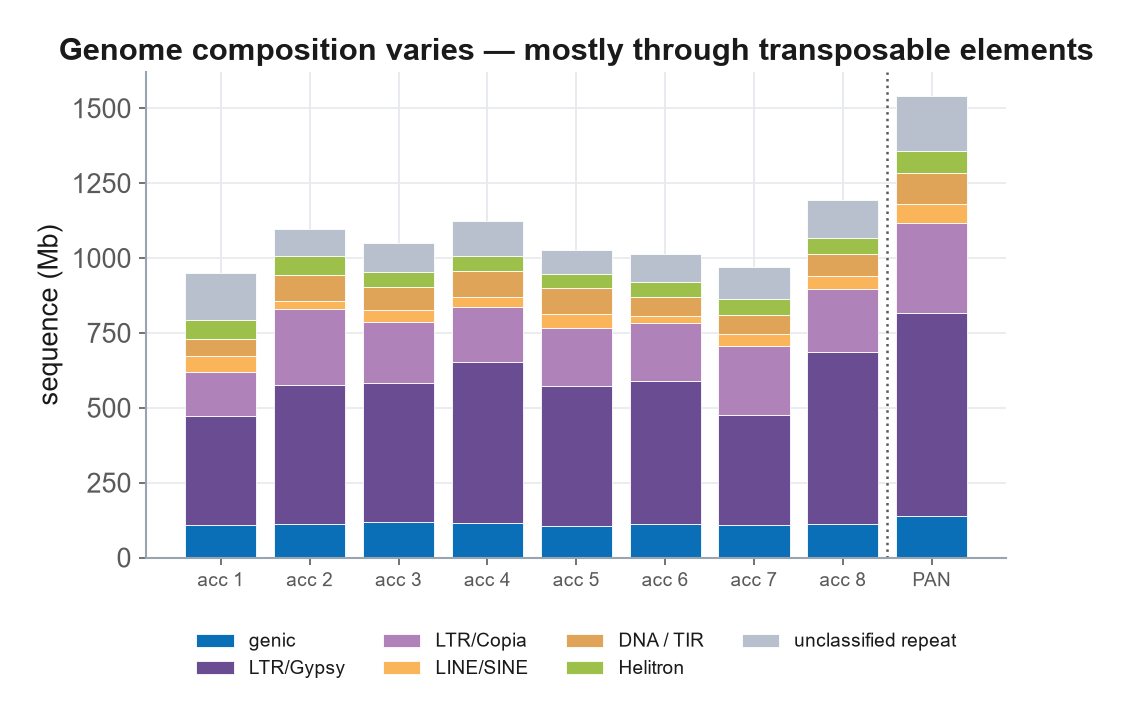 Genome composition varies — mostly through transposable elements
sequence (Mb)
1500
1250
1000
750
500
250
0
acc 1 acc 2 acc 3 acc 4 acc 5 acc 6 acc 7 acc 8 PAN
genic LTR/Copia DNA / TIR unclassified repeat
LTR/Gypsy LINE/SINE Helitron